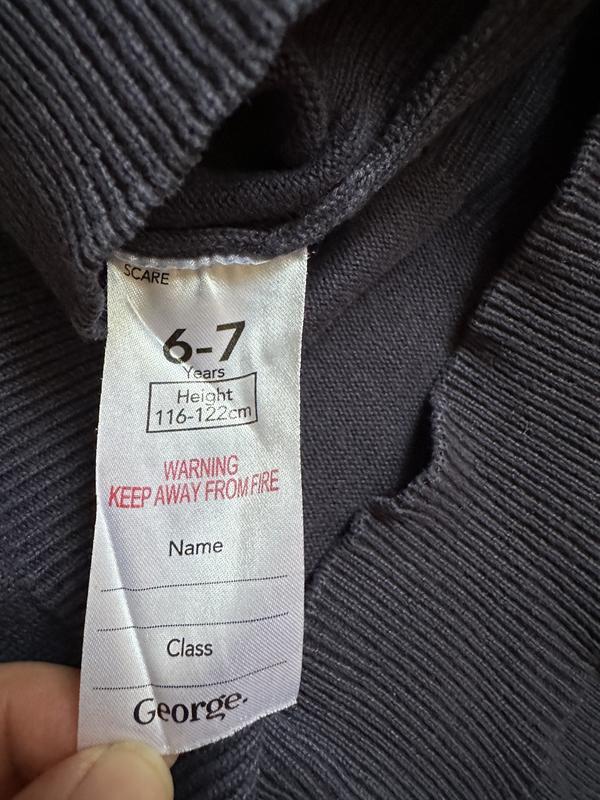 SCARE
6-7
Years
Height
116-122cm
WARNING
KEEP AWAY FROM FIRE
Name
Class
George.